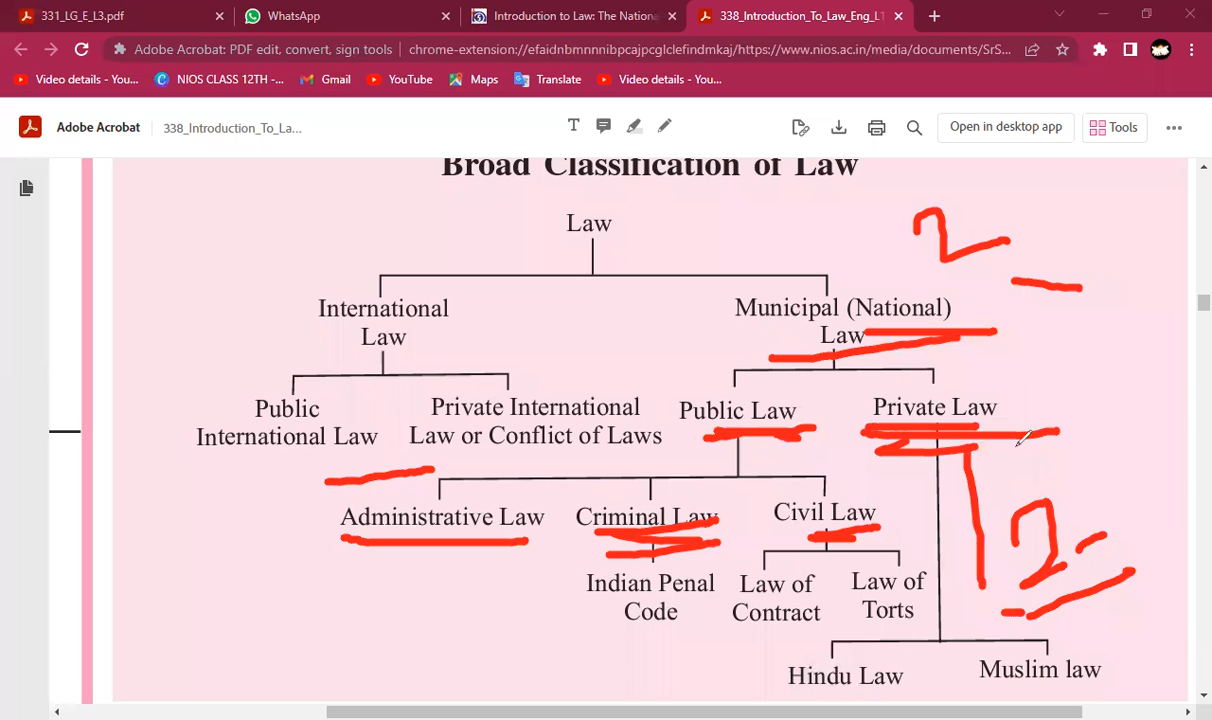 331_LG_E_L3.pdf
WhatsApp
Introduction to Law: The Nationa
338_Introduction_To_Law_Eng_L1
Adobe Acrobat: PDF edit, convert, sign tools
chrome-extension://efaidnbmnnnibpcajpcglclefindmkaj/https://www.nios.ac.in/media/documents/SrS...
Video details - You...
NIOS CLASS 12TH -...
Gmail
YouTube
Maps
Translate
Video details - You...
Adobe Acrobat
338_Introduction_To_La...
Open in desktop app
Tools
Broad Classification of Law
Law
2
International
Law
Municipal (National)
Law
Public
International Law
Private International
Law or Conflict of Laws
Public Law
Private Law
Administrative Law
Criminal Law
Civil Law
2
Indian Penal
Code
Law of
Contract
Law of
Torts
Hindu Law
Muslim law